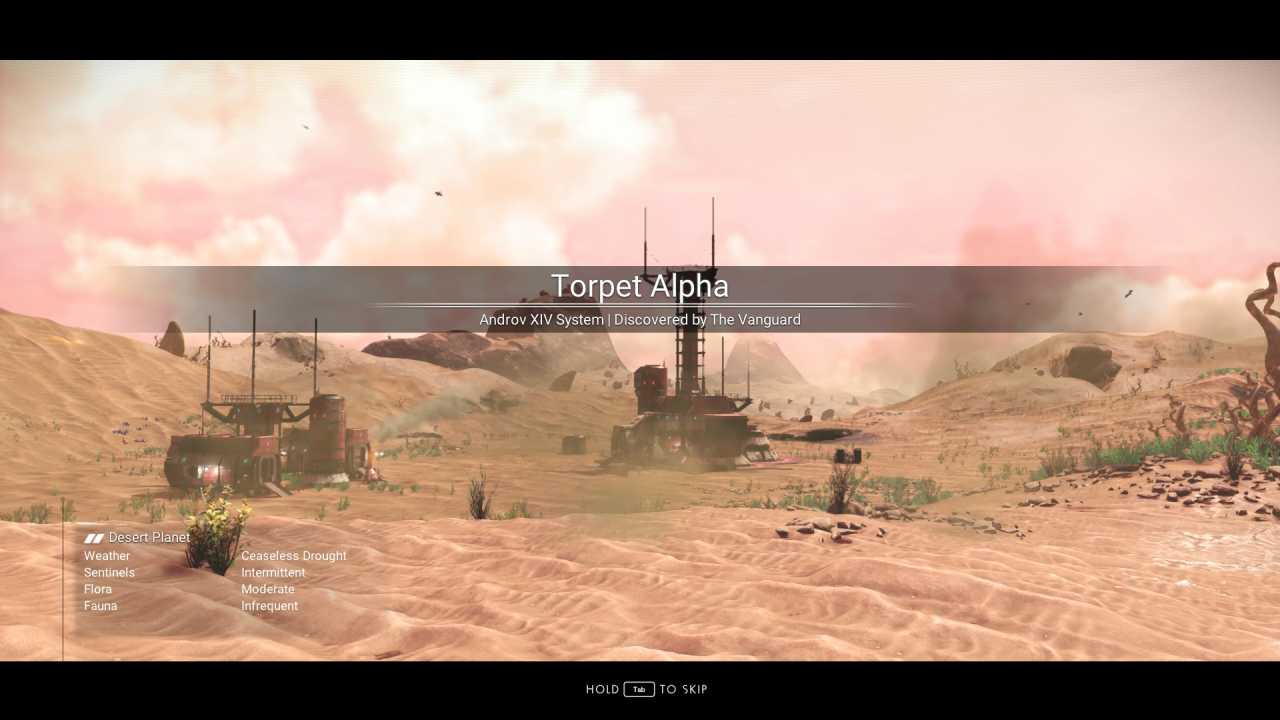 Torpet Alpha
Androv XIV System | Discovered by The Vanguard
Desert Planet
Weather Ceaseless Drought
Sentinels Intermittent
Flora Moderate
Fauna Infrequent
HOLD Tab TO SKIP